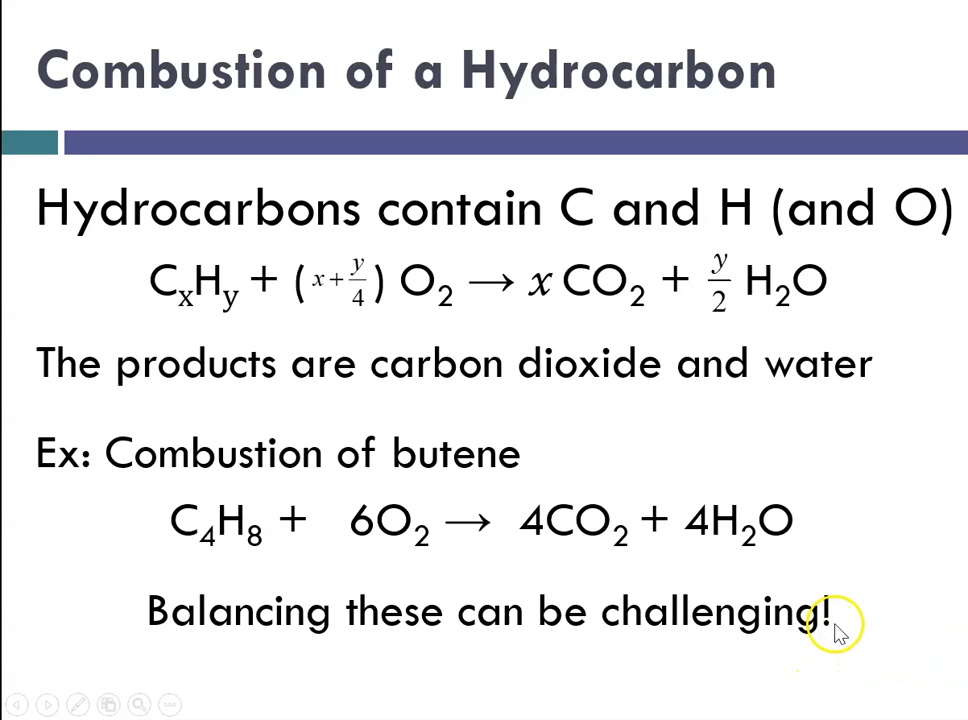 Combustion of a Hydrocarbon
Hydrocarbons contain C and H (and O)
CₓHᵧ + ( x + y/4 ) O₂ → x CO₂ + y/2 H₂O
The products are carbon dioxide and water
Ex: Combustion of butene
C₄H₈ + 6O₂ → 4CO₂ + 4H₂O
Balancing these can be challenging!